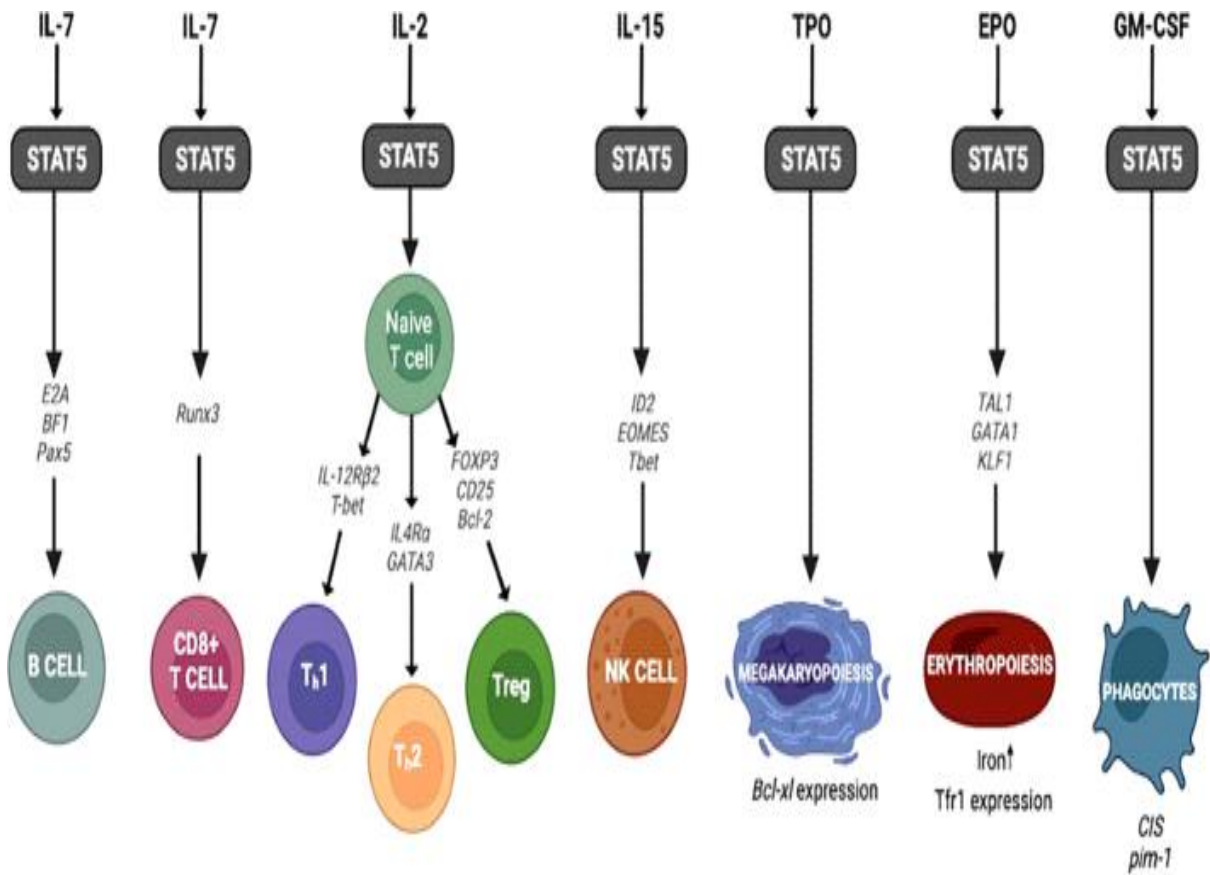 IL-7
IL-7
IL-2
IL-15
TPO
EPO
GM-CSF
STAT5
STAT5
STAT5
STAT5
STAT5
STAT5
STAT5
Naive
T cell
E2A
BF1
Pax5
Runx3
IL-12Rβ2
T-bet
IL4Rα
GATA3
FOXP3
CD25
Bcl-2
ID2
EOMES
Tbet
TAL1
GATA1
KLF1
B CELL
CD8+
T CELL
Th1
Th2
Treg
NK CELL
MEGAKARYOPOIESIS
Bcl-xl expression
ERYTHROPOIESIS
Iron↑
Tfr1 expression
PHAGOCYTES
CIS
pim-1